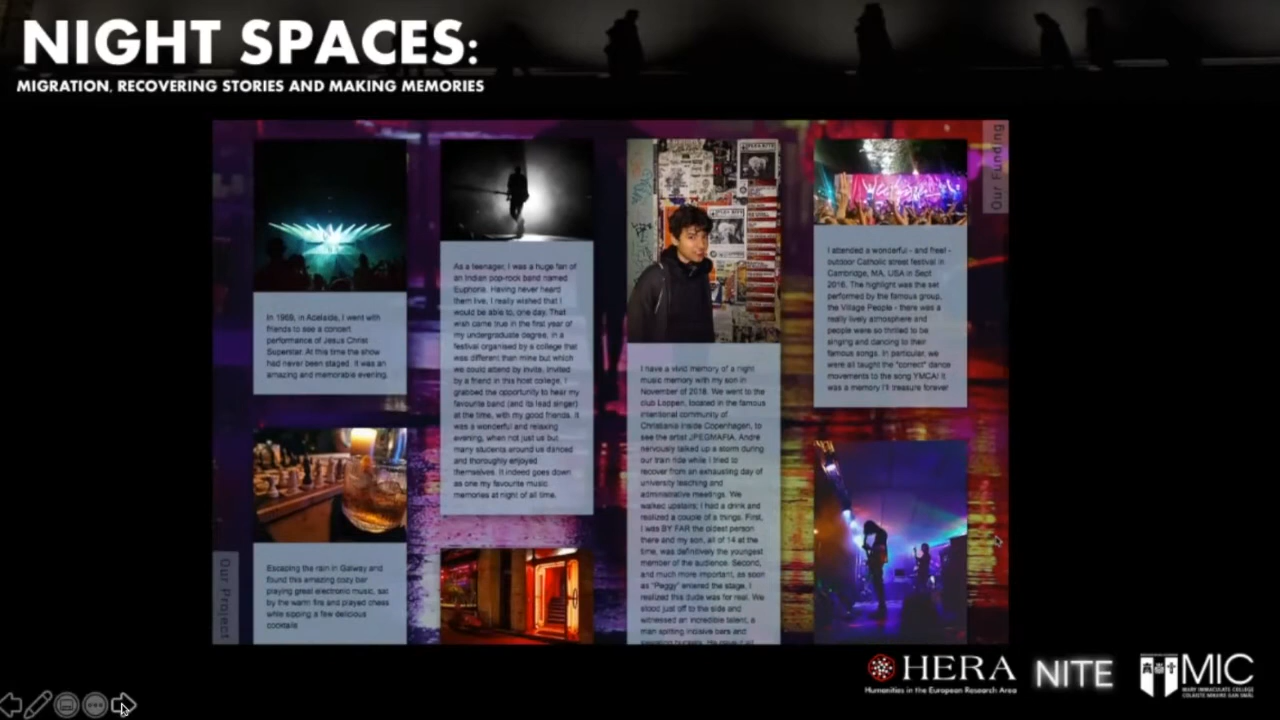 NIGHT SPACES:
MIGRATION, RECOVERING STORIES AND MAKING MEMORIES
In 1969, in Adelaide, I went with
friends to see a concert
performance of Jesus Christ
Superstar. At this time the show
had never been staged. It was an
amazing and memorable evening.
Escaping the rain in Galway and
found this amazing cozy bar
playing great electronic music, sat
by the warm fire and played chess
while sipping a few delicious
cocktails
Our Project
As a teenager, I was a huge fan of
an Indian pop-rock band named
Euphoria. Having never heard
them live, I really wished that I
would be able to, one day. That
wish came true in the first year of
my undergraduate degree, in a
festival organised by a college that
was different than mine but which
we could attend by invite. Invited
by a friend in this host college, I
grabbed the opportunity to hear my
favourite band (and its lead singer)
at the time, with my good friends. It
was a wonderful and relaxing
evening, when not just us but
many students around us danced
and thoroughly enjoyed
themselves. It indeed goes down
as one my favourite music
memories at night of all time.
I have a vivid memory of a night
music memory with my son in
November of 2018. We went to the
club Loppen, located in the famous
intentional community of
Christiania inside Copenhagen, to
see the artist JPEGMAFIA. André
nervously talked up a storm during
our train ride while I tried to
recover from an exhausting day of
university teaching and
administrative meetings. We
walked upstairs; I had a drink and
realized a couple of things. First,
I was BY FAR the oldest person
there and my son, all of 14 at the
time, was definitively the youngest
member of the audience. Second,
and much more important, as soon
as "Peggy" entered the stage, I
realized this dude was for real. We
stood just off to the side and
witnessed an incredible talent, a
man spitting incisive bars and
I attended a wonderful - and free! -
outdoor Catholic street festival in
Cambridge, MA, USA in Sept
2016. The highlight was the set
performed by the famous group,
the Village People - there was a
really lively atmosphere and
people were so thrilled to be
singing and dancing to their
famous songs. In particular, we
were all taught the "correct" dance
movements to the song YMCA! It
was a memory I'll treasure forever
Our Funding
HERA
Humanities in the European Research Area
NITE
MIC
MARY IMMACULATE COLLEGE
COLÁISTE MHUIRE GAN SMÁL